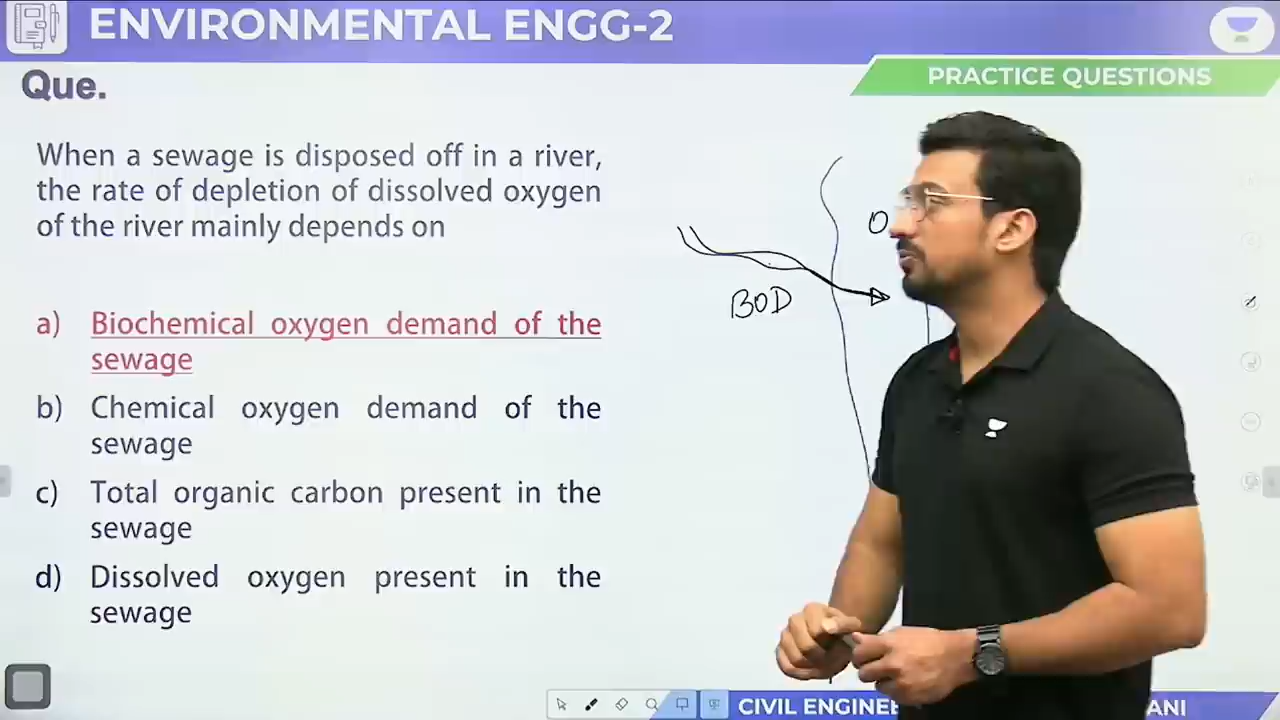 ENVIRONMENTAL ENGG-2
PRACTICE QUESTIONS
Que.
When a sewage is disposed off in a river,
the rate of depletion of dissolved oxygen
of the river mainly depends on
a) Biochemical oxygen demand of the
sewage
b) Chemical oxygen demand of the
sewage
c) Total organic carbon present in the
sewage
d) Dissolved oxygen present in the
sewage
O
BOD
CIVIL ENGINEE
ANI